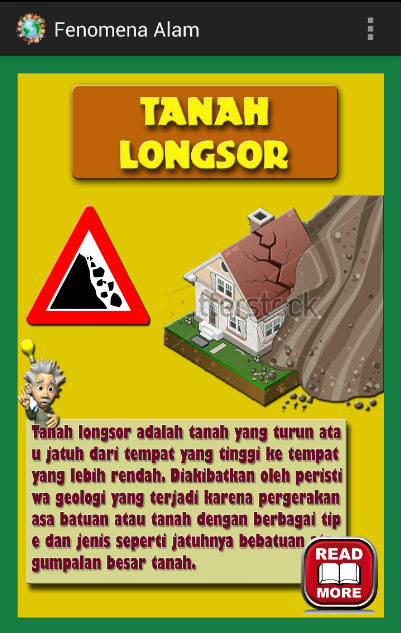 Fenomena Alam
TANAH
LONGSOR
Tanah longsor adalah tanah yang turun ata
u jatuh dari tempat yang tinggi ke tempat
yang lebih rendah. Diakibatkan oleh peristi
wa geologi yang terjadi karena pergerakan
asa batuan atau tanah dengan berbagai tip
e dan jenis seperti jatuhnya bebatuan
gumpalan besar tanah.
READ
MORE